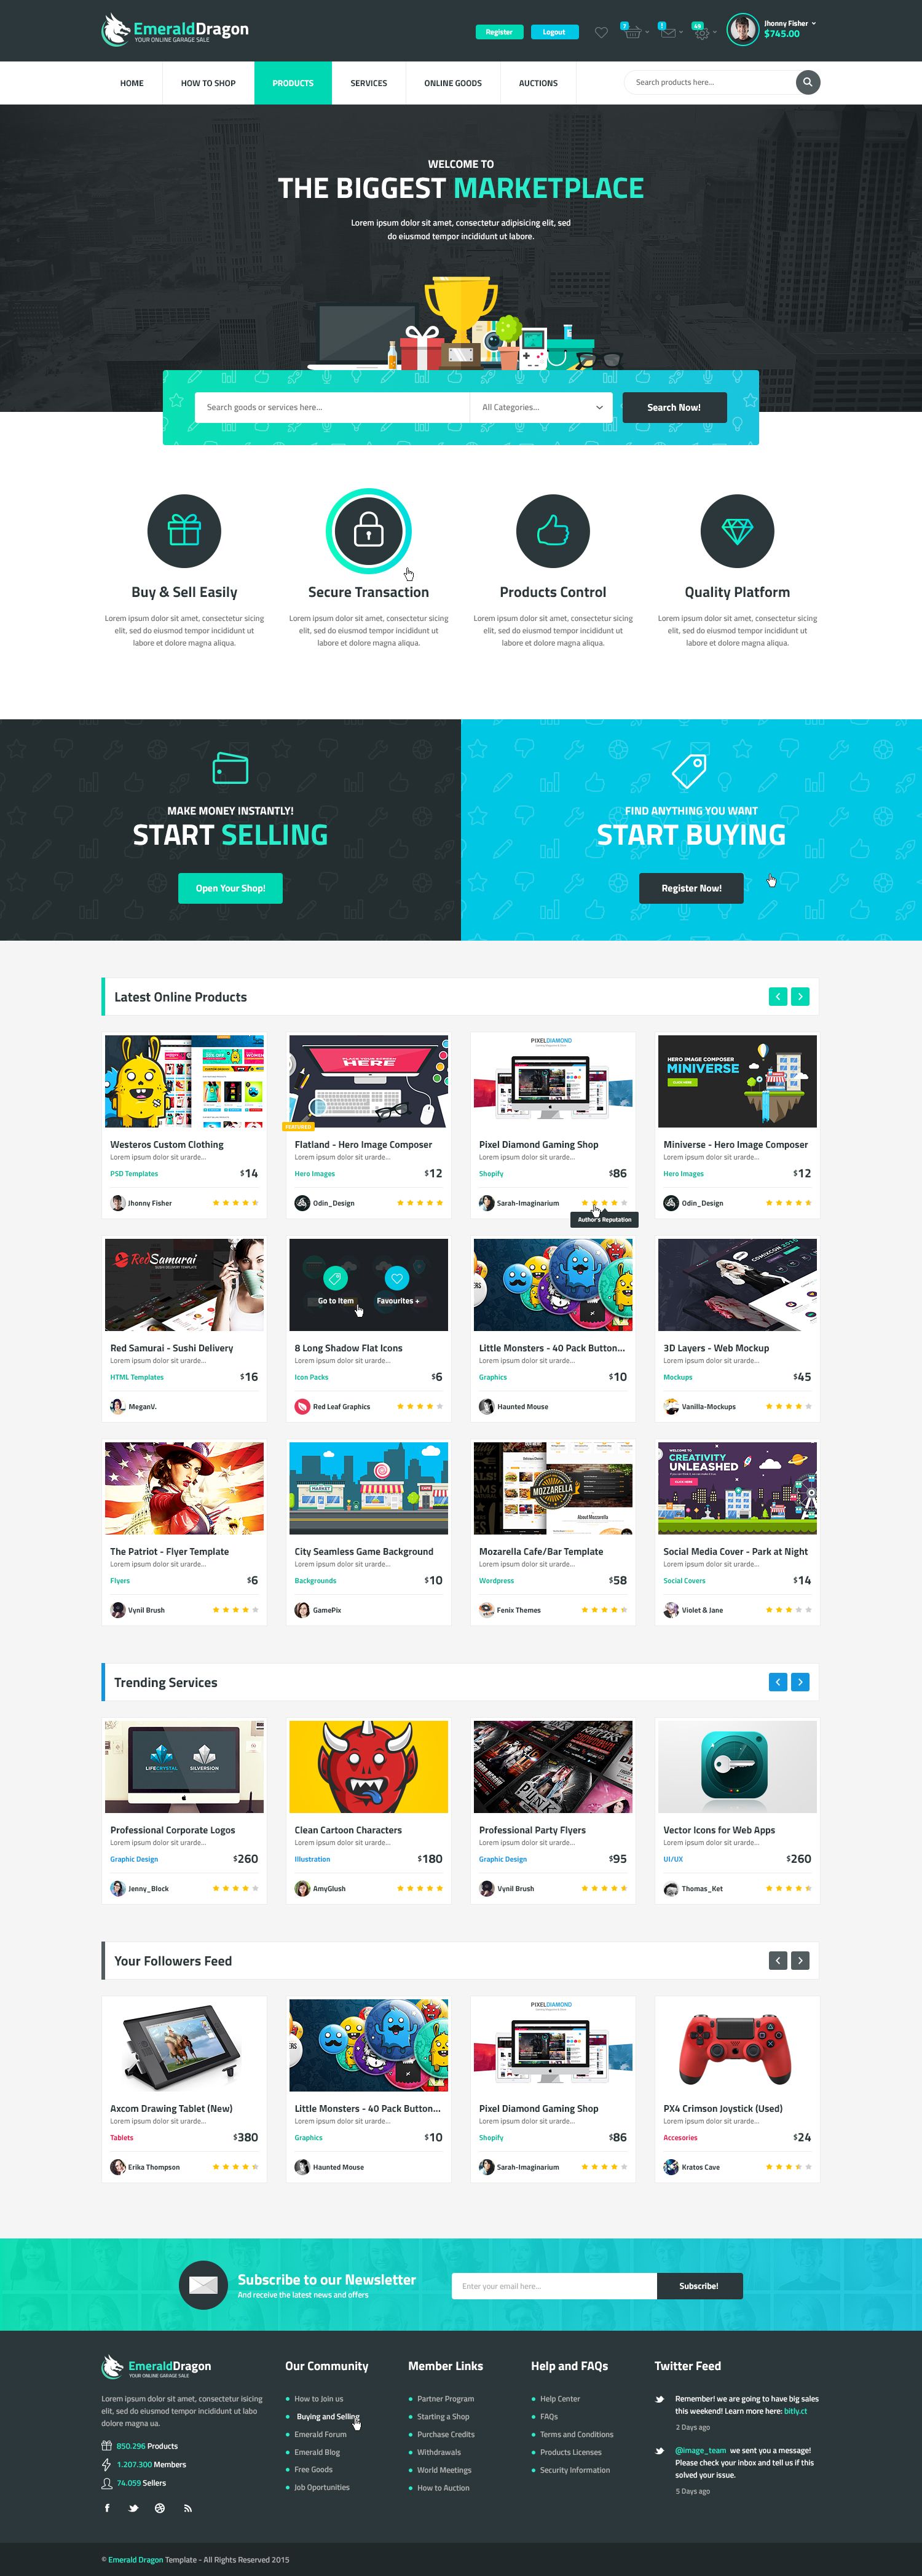 EmeraldDragon
YOUR ONLINE GARAGE SALE
Register
Logout
7
!
49
Jhonny Fisher
$745.00
HOME
HOW TO SHOP
PRODUCTS
SERVICES
ONLINE GOODS
AUCTIONS
Search products here...
WELCOME TO
THE BIGGEST MARKETPLACE
Lorem ipsum dolor sit amet, consectetur adipisicing elit, sed
do eiusmod tempor incididunt ut labore.
Search goods or services here...
All Categories...
Search Now!
Buy & Sell Easily
Lorem ipsum dolor sit amet, consectetur sicing
elit, sed do eiusmod tempor incididunt ut
labore et dolore magna aliqua.
Secure Transaction
Lorem ipsum dolor sit amet, consectetur sicing
elit, sed do eiusmod tempor incididunt ut
labore et dolore magna aliqua.
Products Control
Lorem ipsum dolor sit amet, consectetur sicing
elit, sed do eiusmod tempor incididunt ut
labore et dolore magna aliqua.
Quality Platform
Lorem ipsum dolor sit amet, consectetur sicing
elit, sed do eiusmod tempor incididunt ut
labore et dolore magna aliqua.
MAKE MONEY INSTANTLY!
START SELLING
Open Your Shop!
FIND ANYTHING YOU WANT
START BUYING
Register Now!
Latest Online Products
Westeros Custom Clothing
Lorem ipsum dolor sit urarde...
PSD Templates
$14
Jhonny Fisher
HERE
FEATURED
Flatland - Hero Image Composer
Lorem ipsum dolor sit urarde...
Hero Images
$12
Odin_Design
PIXELDIAMOND
Pixel Diamond Gaming Shop
Lorem ipsum dolor sit urarde...
Shopify
$86
Sarah-Imaginarium
Author's Reputation
HERO IMAGE COMPOSER
MINIVERSE
Miniverse - Hero Image Composer
Lorem ipsum dolor sit urarde...
Hero Images
$12
Odin_Design
RedSamurai
Red Samurai - Sushi Delivery
Lorem ipsum dolor sit urarde...
HTML Templates
$16
MeganV.
Go to Item
Favourites +
8 Long Shadow Flat Icons
Lorem ipsum dolor sit urarde...
Icon Packs
$6
Red Leaf Graphics
Little Monsters - 40 Pack Button...
Lorem ipsum dolor sit urarde...
Graphics
$10
Haunted Mouse
3D Layers - Web Mockup
Lorem ipsum dolor sit urarde...
Mockups
$45
Vanilla-Mockups
The Patriot - Flyer Template
Lorem ipsum dolor sit urarde...
Flyers
$6
Vynil Brush
MARKET
City Seamless Game Background
Lorem ipsum dolor sit urarde...
Backgrounds
$10
GamePix
MOZZARELLA
About Mozzarella
Mozarella Cafe/Bar Template
Lorem ipsum dolor sit urarde...
Wordpress
$58
Fenix Themes
WELCOME TO
CREATIVITY
UNLEASHED
Social Media Cover - Park at Night
Lorem ipsum dolor sit urarde...
Social Covers
$14
Violet & Jane
Trending Services
LIFECRYSTAL
SILVERSION
Professional Corporate Logos
Lorem ipsum dolor sit urarde...
Graphic Design
$260
Jenny_Block
Clean Cartoon Characters
Lorem ipsum dolor sit urarde...
Illustration
$180
AmyGlush
PUNK
Professional Party Flyers
Lorem ipsum dolor sit urarde...
Graphic Design
$95
Vynil Brush
Vector Icons for Web Apps
Lorem ipsum dolor sit urarde...
UI/UX
$260
Thomas_Ket
Your Followers Feed
Axcom Drawing Tablet (New)
Lorem ipsum dolor sit urarde...
Tablets
$380
Erika Thompson
Little Monsters - 40 Pack Button...
Lorem ipsum dolor sit urarde...
Graphics
$10
Haunted Mouse
PIXELDIAMOND
Pixel Diamond Gaming Shop
Lorem ipsum dolor sit urarde...
Shopify
$86
Sarah-Imaginarium
PX4 Crimson Joystick (Used)
Lorem ipsum dolor sit urarde...
Accesories
$24
Kratos Cave
Subscribe to our Newsletter
And receive the latest news and offers
Enter your email here...
Subscribe!
EmeraldDragon
YOUR ONLINE GARAGE SALE
Lorem ipsum dolor sit amet, consectetur isicing
elit, sed do eiusmod tempor incididunt ut labo
dolore magna ua.
850.296 Products
1.207.300 Members
74.059 Sellers
Our Community
How to Join us
Buying and Selling
Emerald Forum
Emerald Blog
Free Goods
Job Oportunities
Member Links
Partner Program
Starting a Shop
Purchase Credits
Withdrawals
World Meetings
How to Auction
Help and FAQs
Help Center
FAQs
Terms and Conditions
Products Licenses
Security Information
Twitter Feed
Remember! we are going to have big sales
this weekend! Learn more here: bitly.ct
2 Days ago
@image_team we sent you a message!
Please check your inbox and tell us if this
solved your issue.
5 Days ago
© Emerald Dragon Template - All Rights Reserved 2015